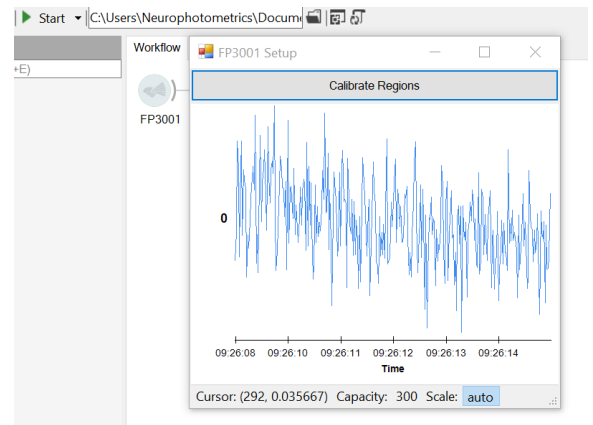 Start C:\Users\Neurophotometrics\Docume
+E)
Workflow
FP3001
FP3001 Setup
Calibrate Regions
0
09:26:08 09:26:10 09:26:11 09:26:12 09:26:13 09:26:14
Time
Cursor: (292, 0.035667) Capacity: 300 Scale: auto